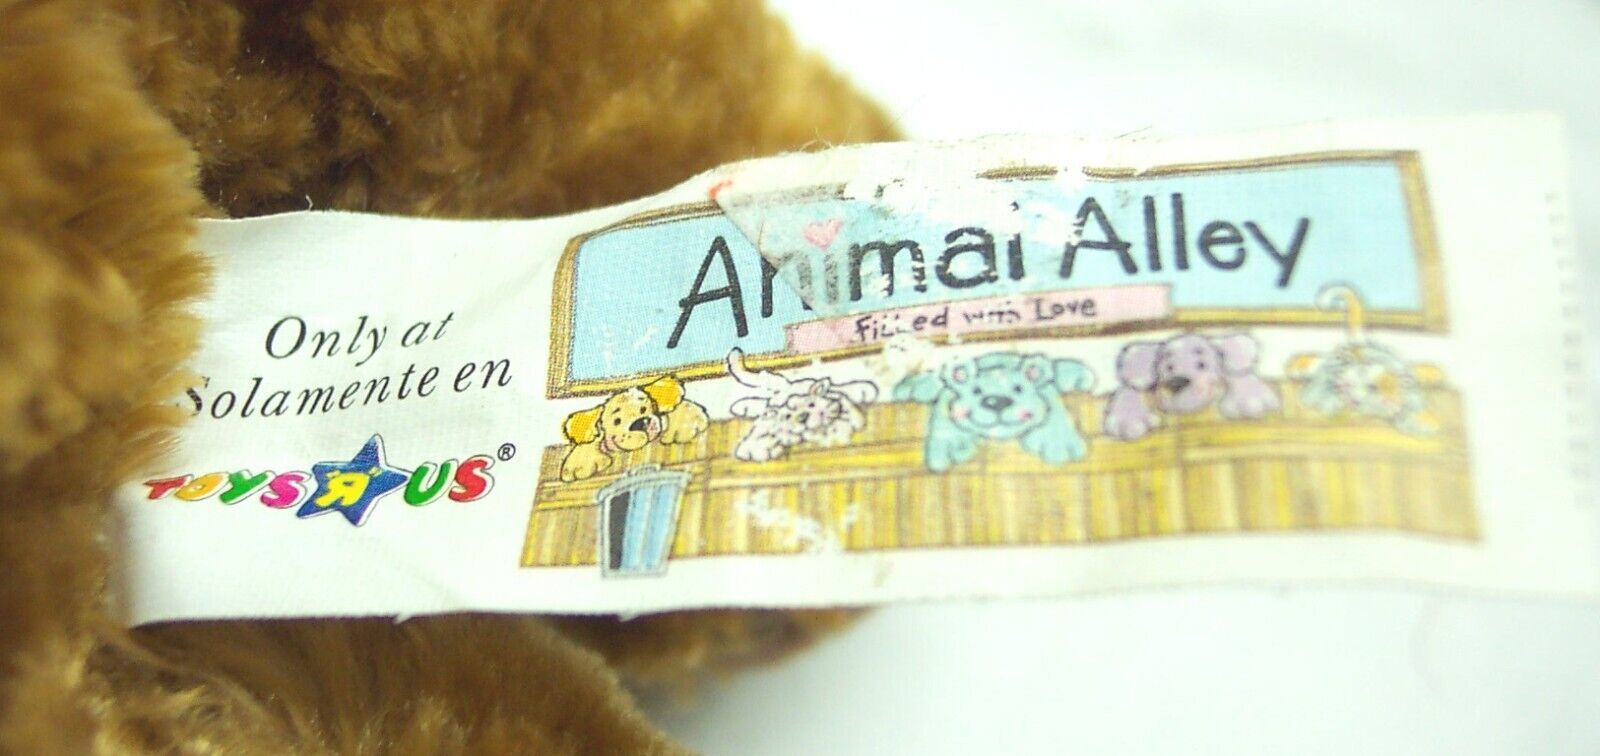 Only at
Solamente en
TOYS "R" US®
Animal Alley
Filled with Love